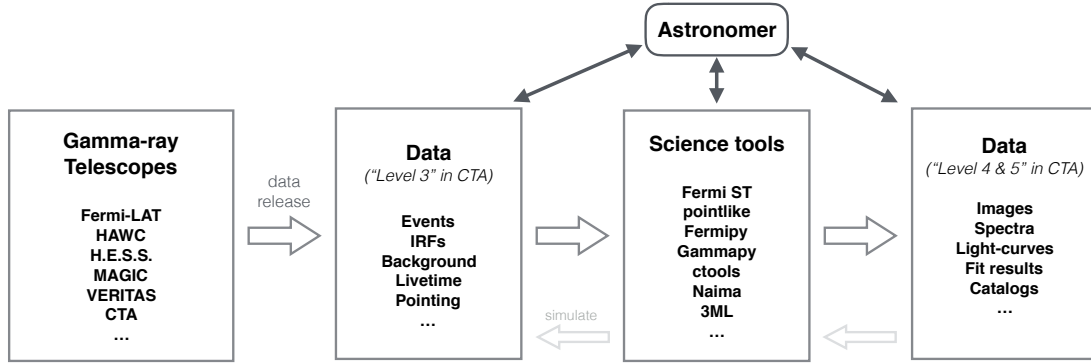 Astronomer
Gamma-ray
Telescopes
Fermi-LAT
HAWC
H.E.S.S.
MAGIC
VERITAS
CTA
...
data
release
Data
("Level 3" in CTA)
Events
IRFs
Background
Livetime
Pointing
...
simulate
Science tools
Fermi ST
pointlike
Fermipy
Gammapy
ctools
Naima
3ML
...
Data
("Level 4 & 5" in CTA)
Images
Spectra
Light-curves
Fit results
Catalogs
...